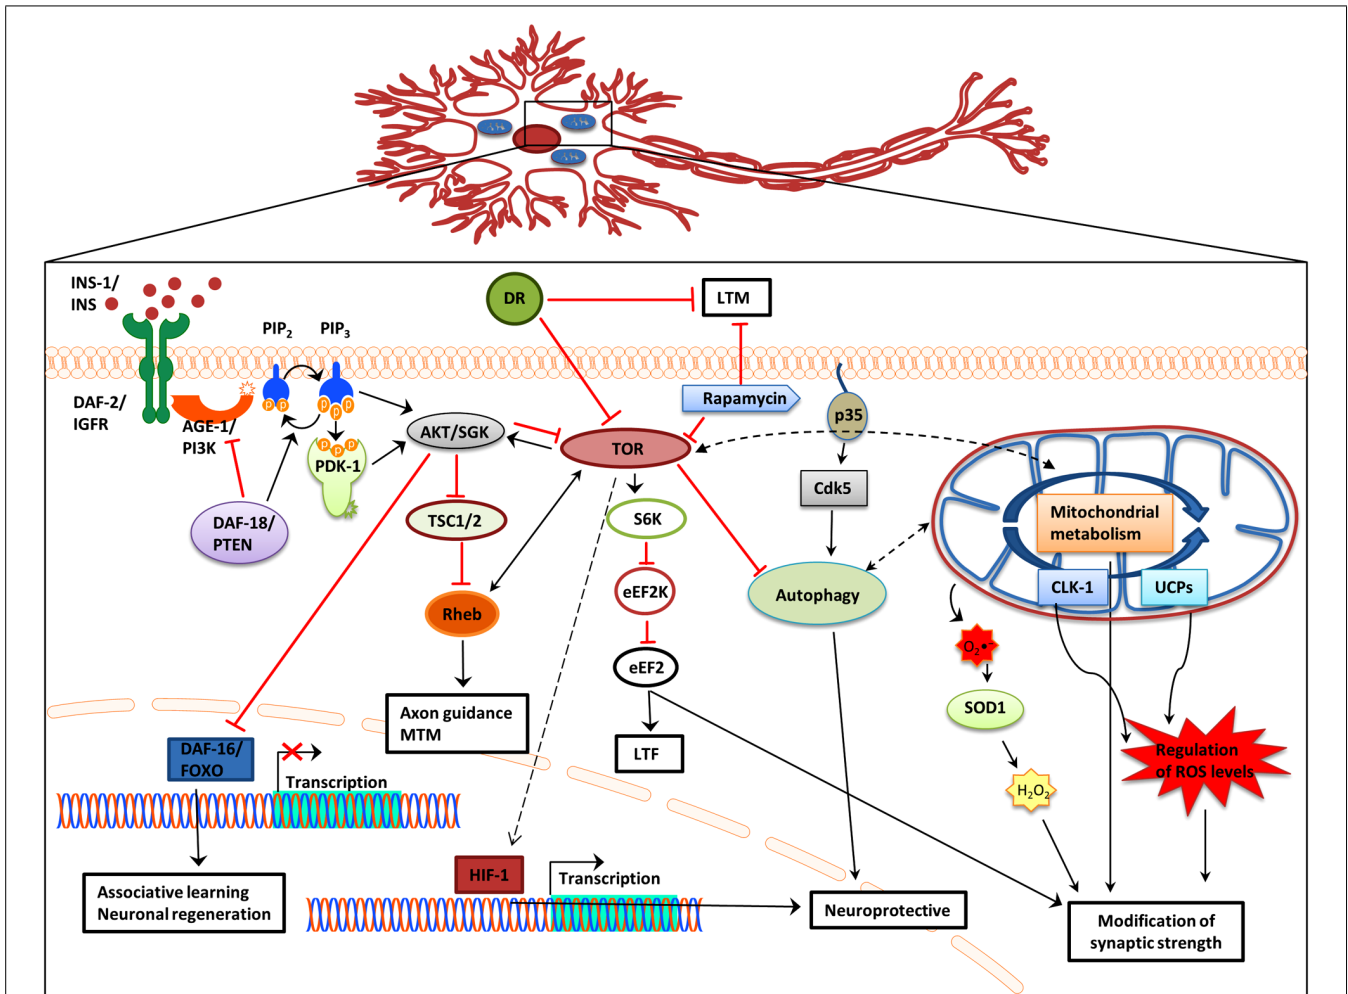 INS-1/
INS
DAF-2/
IGFR
PIP2
PIP3
AGE-1/
PI3K
P P
P P P
P P P
PDK-1
DAF-18/
PTEN
AKT/SGK
DR
LTM
Rapamycin
TOR
p35
Cdk5
TSC1/2
Rheb
S6K
eEF2K
eEF2
LTF
Autophagy
Axon guidance
MTM
Mitochondrial
metabolism
CLK-1
UCPs
O2•
SOD1
H2O2
Regulation
of ROS levels
DAF-16/
FOXO
Transcription
Associative learning
Neuronal regeneration
HIF-1
Transcription
Neuroprotective
Modification of
synaptic strength